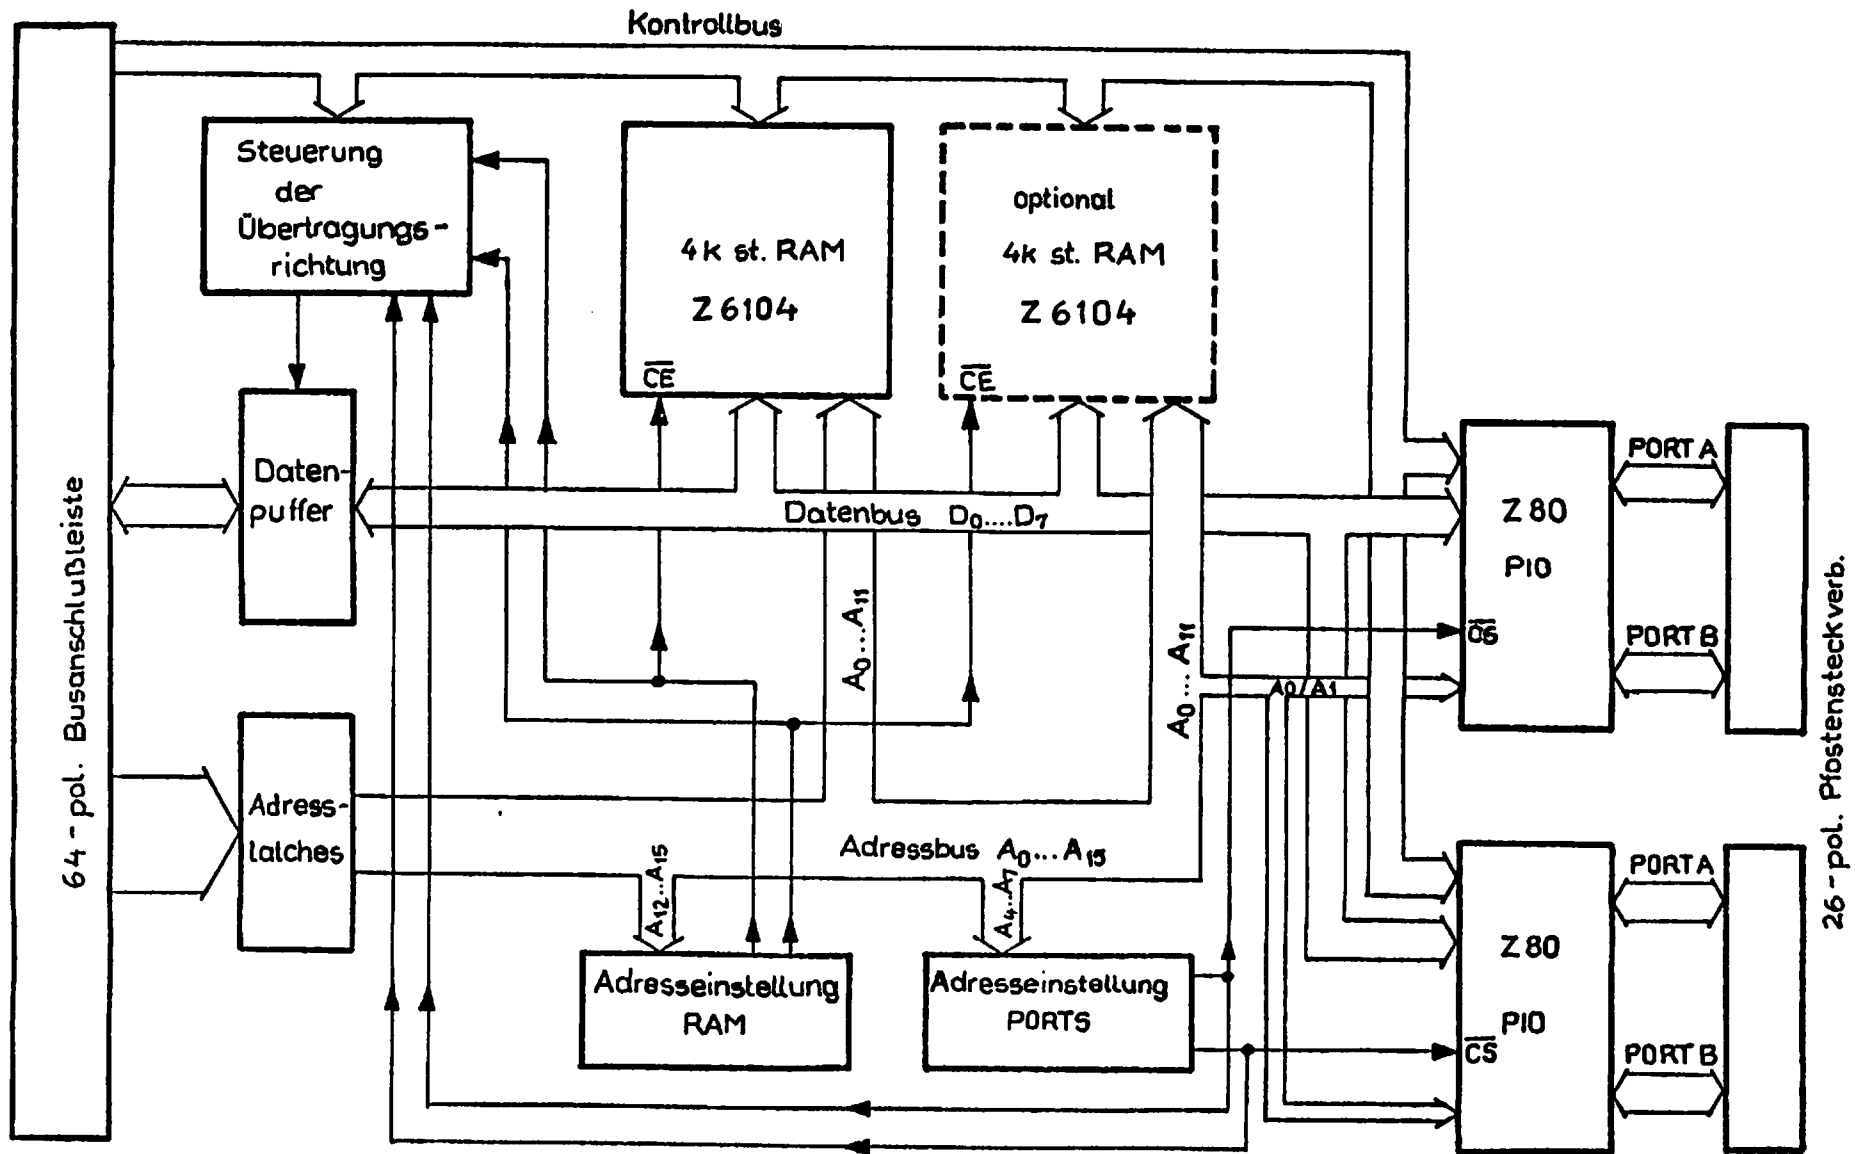 Kontrollbus
64-pol. Busanschlußleiste
Steuerung
der
Übertragungs-
richtung
4k st. RAM
Z 6104
CE
optional
4k st. RAM
Z 6104
CE
Daten-
puffer
Datenbus D0....D7
A0...A11
A0...A11
Z 80
PIO
CS
PORT A
PORT B
A0/A1
26-pol. Pfostensteckverb.
Adress-
latches
Adressbus A0...A15
A12..A15
A4..A7
Adresseinstellung
RAM
Adresseinstellung
PORTS
Z 80
PIO
CS
PORT A
PORT B